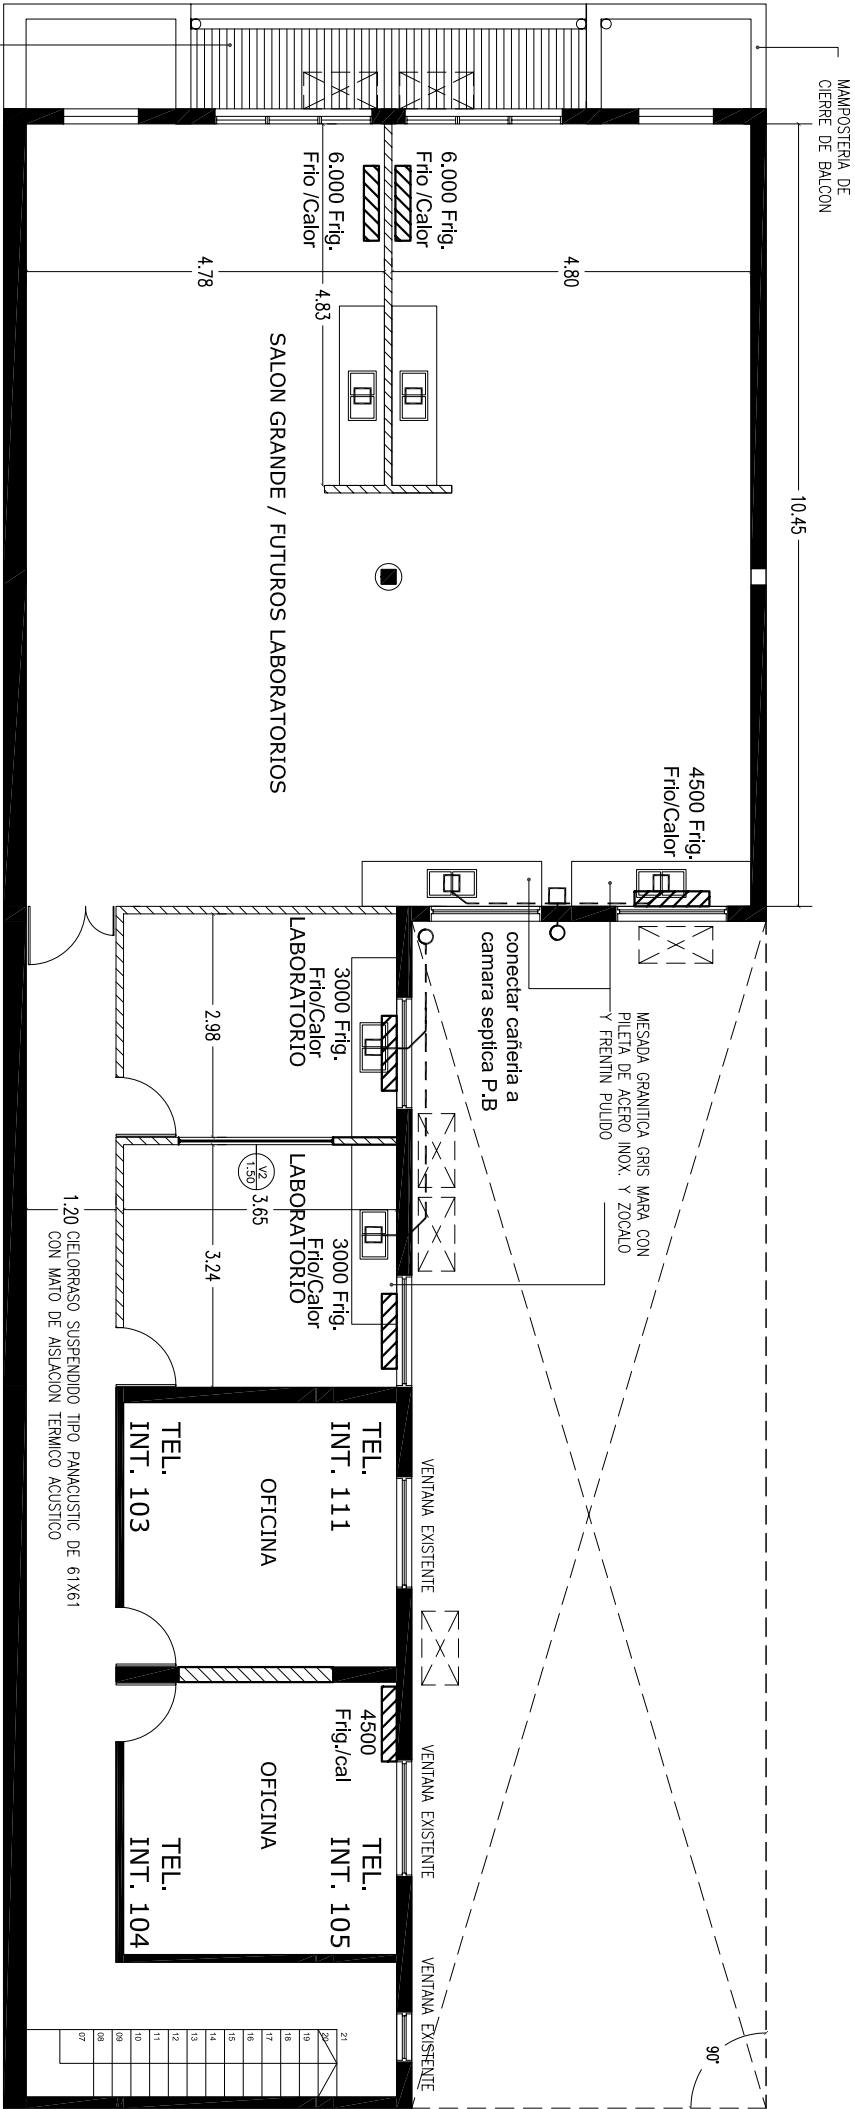 MAMPOSTERIA DE
CIERRE DE BALCON
10.45
4.80
4.78
4.83
6.000 Frig.
Frio /Calor
6.000 Frig.
Frio /Calor
SALON GRANDE / FUTUROS LABORATORIOS
4500 Frig.
Frio/Calor
conectar cañeria a
camara septica P.B
MESADA GRANITICA GRIS MARA CON
PILETA DE ACERO INOX. Y ZOCALO
Y FRENTIN PULIDO
3000 Frig.
Frio/Calor
LABORATORIO
2.98
V2
1.50
3.65
3000 Frig.
Frio/Calor
LABORATORIO
3.24
1.20
CIELORRASO SUSPENDIDO TIPO PANACUSTIC DE 61X61
CON MATO DE AISLACION TERMICO ACUSTICO
TEL.
INT. 111
OFICINA
TEL.
INT. 103
VENTANA EXISTENTE
4500
Frig./cal
VENTANA EXISTENTE
OFICINA
TEL.
INT. 105
TEL.
INT. 104
VENTANA EXISTENTE
90°
21
20
19
18
17
16
15
14
13
12
11
10
09
08
07